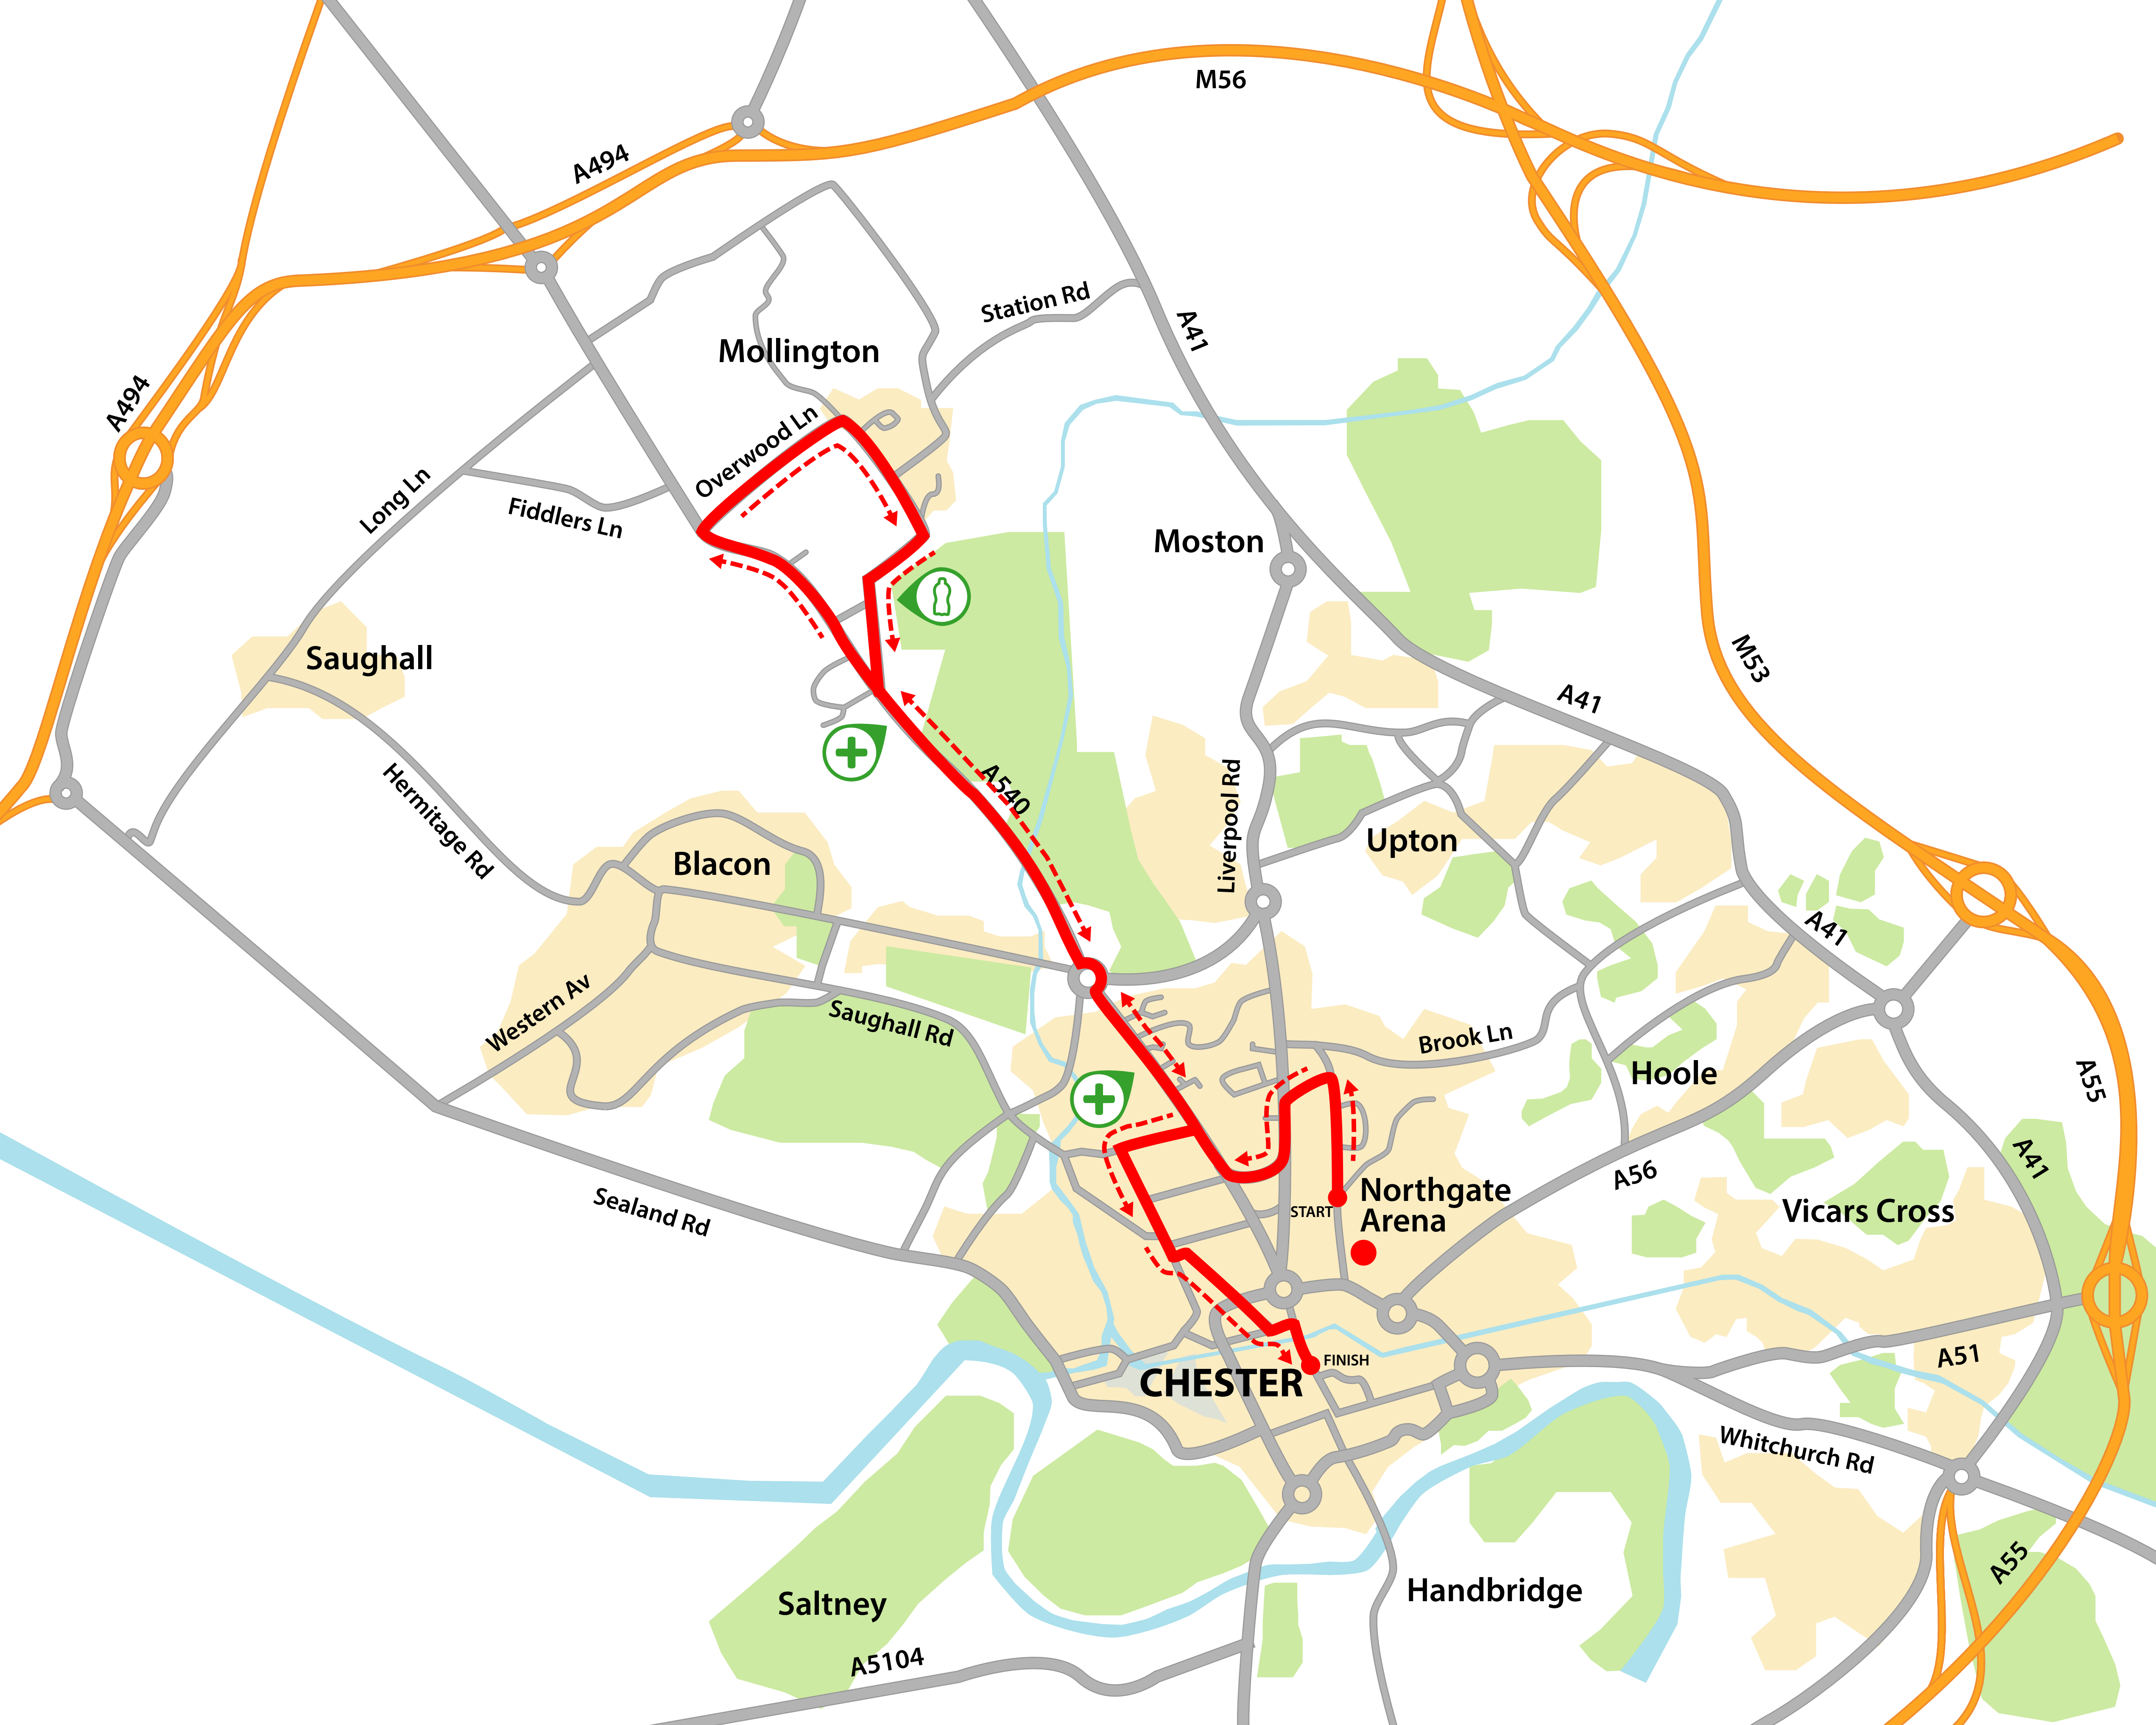 M56
A494
Station Rd
A41
Mollington
A494
Overwood Ln
Long Ln
Fiddlers Ln
Moston
Saughall
M53
A41
A540
Hermitage Rd
Liverpool Rd
Upton
Blacon
A41
Western Av
Saughall Rd
Brook Ln
Hoole
A55
A41
A56
Northgate
Arena
START
Vicars Cross
Sealand Rd
FINISH
A51
CHESTER
Whitchurch Rd
A55
Handbridge
Saltney
A5104